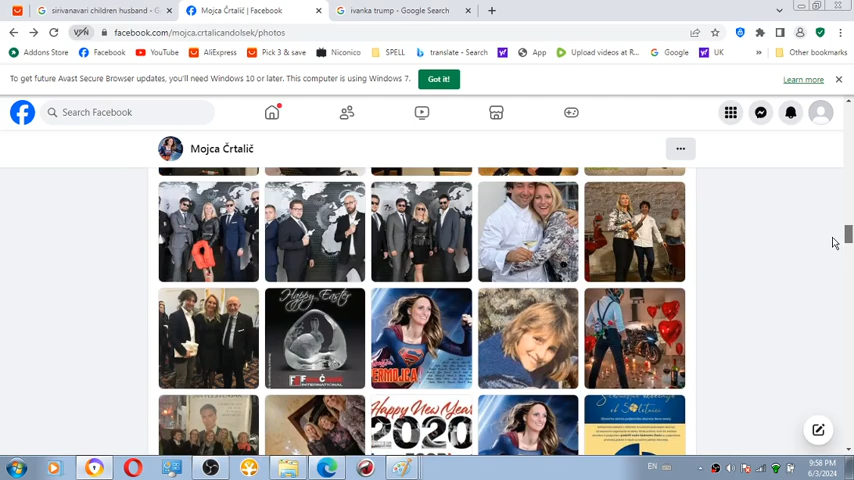 sirivanavari children husband - G
Mojca Črtalič | Facebook
ivanka trump - Google Search
VPN
facebook.com/mojca.crtalicandolsek/photos
Addons Store
Facebook
YouTube
AliExpress
Pick 3 & save
Niconico
SPELL
translate - Search
UK
App
Upload videos at R...
Google
UK
Other bookmarks
To get future Avast Secure Browser updates, you'll need Windows 10 or later. This computer is using Windows 7.
Got it!
Learn more
Search Facebook
Mojca Črtalič
Happy Easter
INTERNATIONAL
ERMOJCA
Happy New Year
2020
EN
9:58 PM
6/3/2024